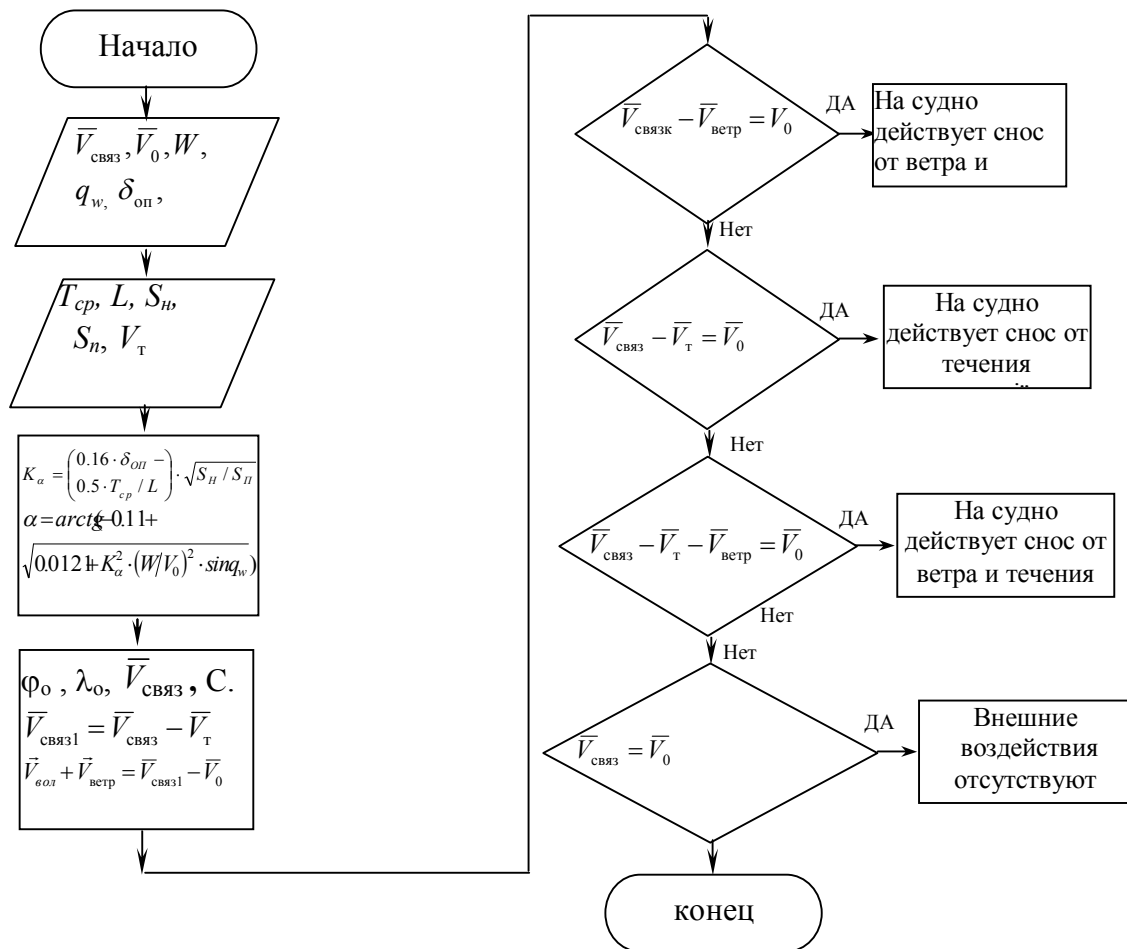 Начало
V̅связ, V̅0, W,
qw, δоп,
Tcp, L, Sн,
Sп, Vт
Kα = (0.16 · δОП −
0.5 · Tcp / L) · √SН / SП
α = arctg(−0.11+
√0.0121+Kα² · (W/V0)² · sinqw)
φо , λо, V̅связ , С.
V̅связ1 = V̅связ − V̅т
V⃗вол + V⃗ветр = V̅связ1 − V̅0
V̅связк − V̅ветр = V0
ДА
На судно
действует снос
от ветра и
Нет
V̅связ − V̅т = V̅0
ДА
На судно
действует снос от
течения
Нет
V̅связ − V̅т − V̅ветр = V̅0
ДА
На судно
действует снос от
ветра и течения
Нет
Нет
V̅связ = V̅0
ДА
Внешние
воздействия
отсутствуют
конец